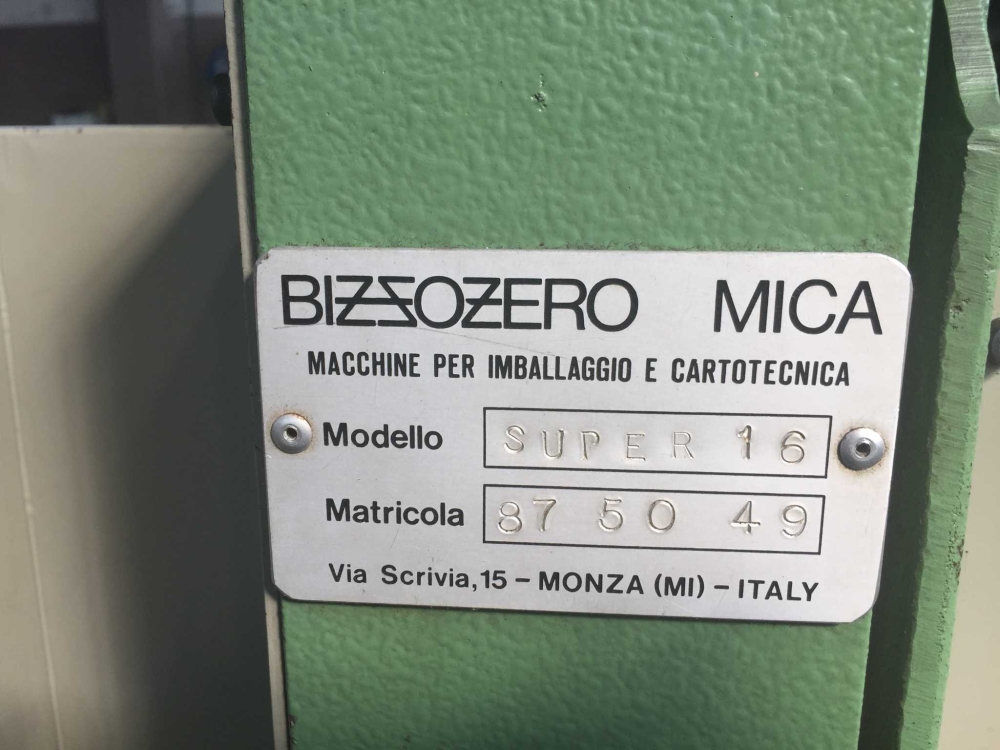 BIZZOZERO MICA
MACCHINE PER IMBALLAGGIO E CARTOTECNICA
Modello SUPER 16
Matricola 87 50 49
Via Scrivia, 15 – MONZA (MI) – ITALY